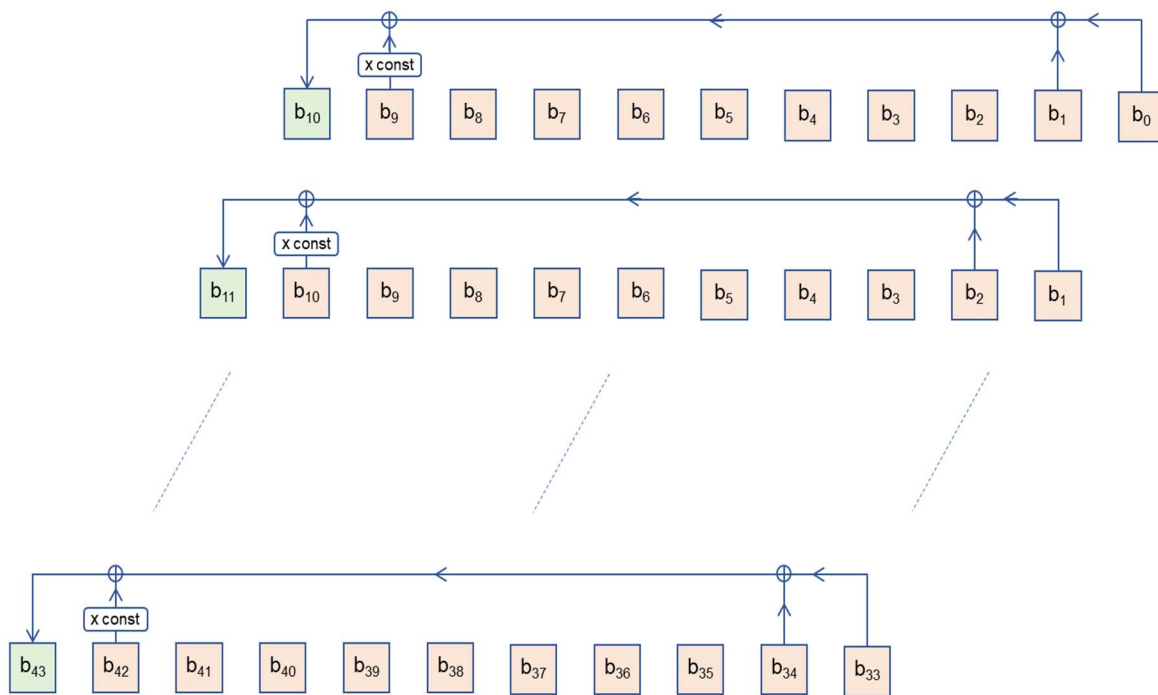 x const
b₁₀ b₉ b₈ b₇ b₆ b₅ b₄ b₃ b₂ b₁ b₀
x const
b₁₁ b₁₀ b₉ b₈ b₇ b₆ b₅ b₄ b₃ b₂ b₁
x const
b₄₃ b₄₂ b₄₁ b₄₀ b₃₉ b₃₈ b₃₇ b₃₆ b₃₅ b₃₄ b₃₃